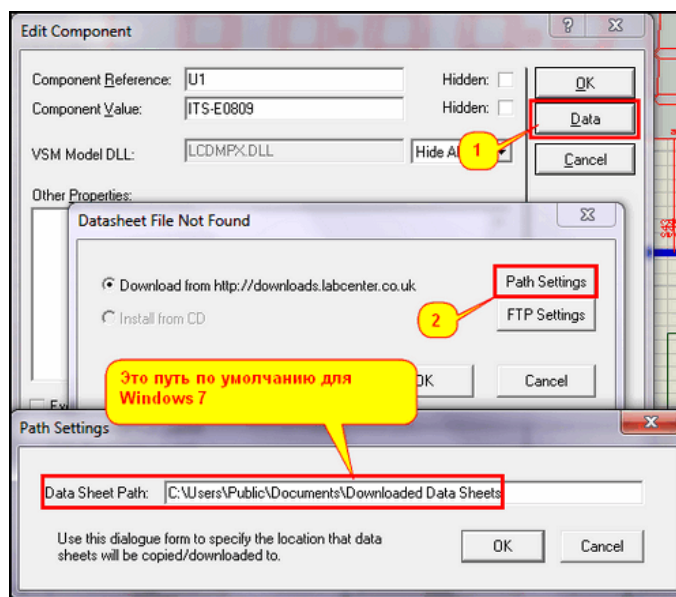 Edit Component
Component Reference: U1 Hidden: OK
Component Value: ITS-E0809 Hidden: Data
1
VSM Model DLL: LCDMPX.DLL Hide A Cancel
Other Properties:
Datasheet File Not Found
Download from http://downloads.labcenter.co.uk Path Settings
Install from CD 2 FTP Settings
Это путь по умолчанию для
Windows 7
OK Cancel
Path Settings
Data Sheet Path: C:\Users\Public\Documents\Downloaded Data Sheets
Use this dialogue form to specify the location that data
sheets will be copied/downloaded to.
OK Cancel